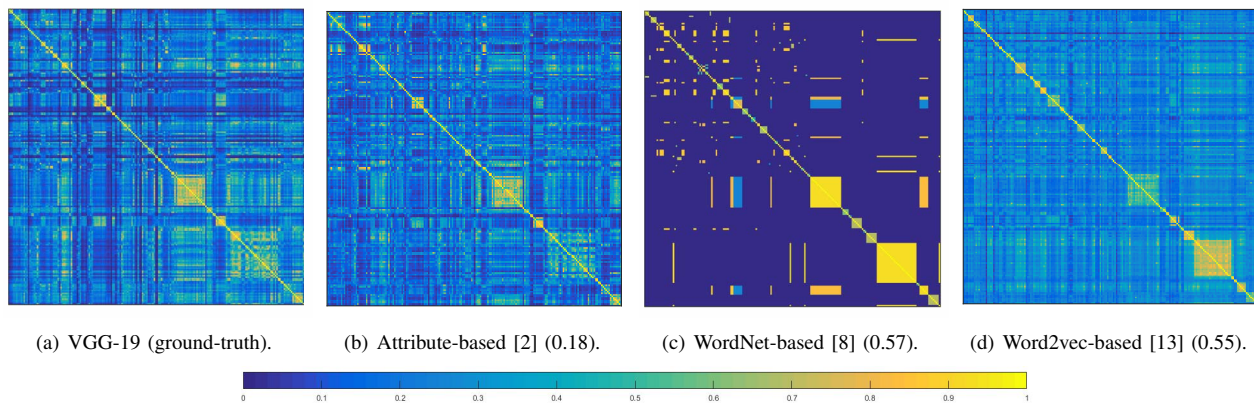 (a) VGG-19 (ground-truth). (b) Attribute-based [2] (0.18). (c) WordNet-based [8] (0.57). (d) Word2vec-based [13] (0.55).
0 0.1 0.2 0.3 0.4 0.5 0.6 0.7 0.8 0.9 1